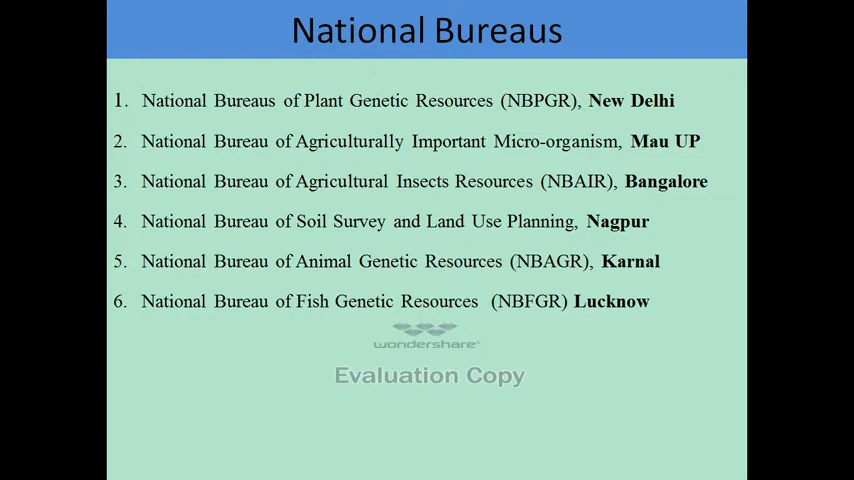 National Bureaus
1. National Bureaus of Plant Genetic Resources (NBPGR), New Delhi
2. National Bureau of Agriculturally Important Micro-organism, Mau UP
3. National Bureau of Agricultural Insects Resources (NBAIR), Bangalore
4. National Bureau of Soil Survey and Land Use Planning, Nagpur
5. National Bureau of Animal Genetic Resources (NBAGR), Karnal
6. National Bureau of Fish Genetic Resources (NBFGR) Lucknow
wondershare
Evaluation Copy